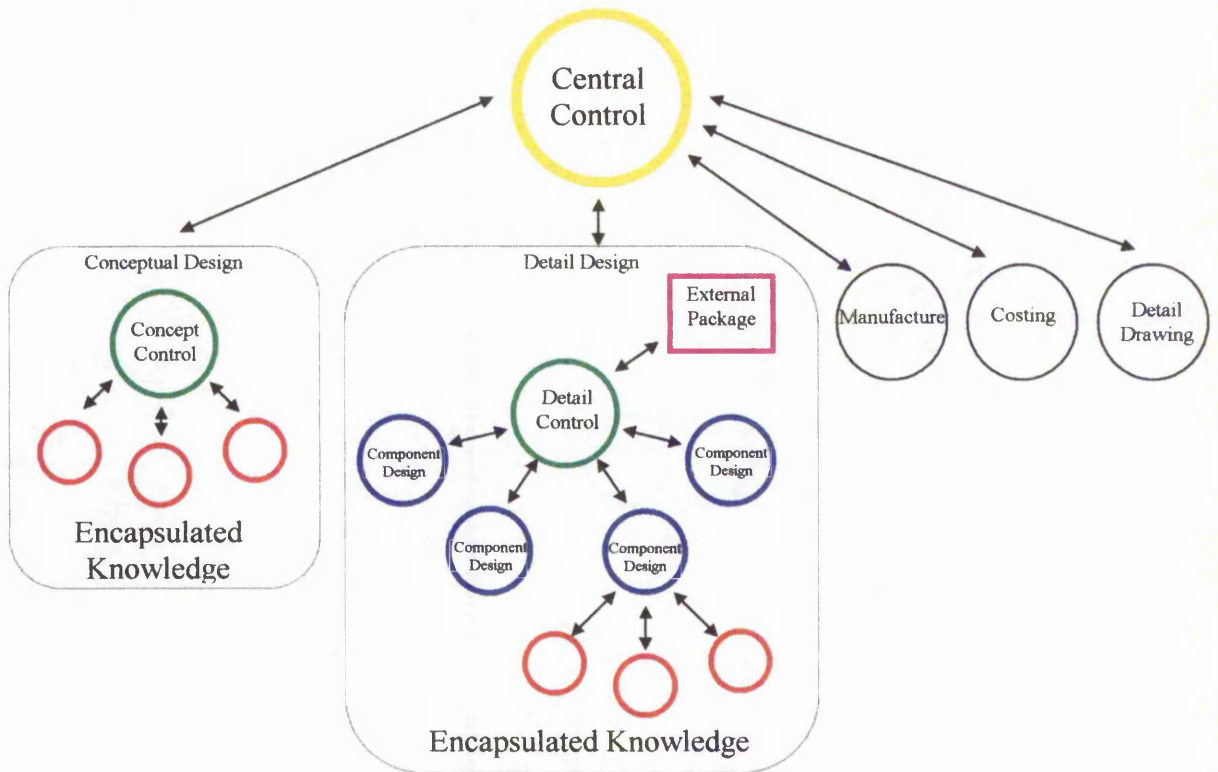 Central
Control
Conceptual Design
Concept
Control
Encapsulated
Knowledge
Detail Design
External
Package
Detail
Control
Component
Design
Component
Design
Component
Design
Component
Design
Encapsulated Knowledge
Manufacture
Costing
Detail
Drawing